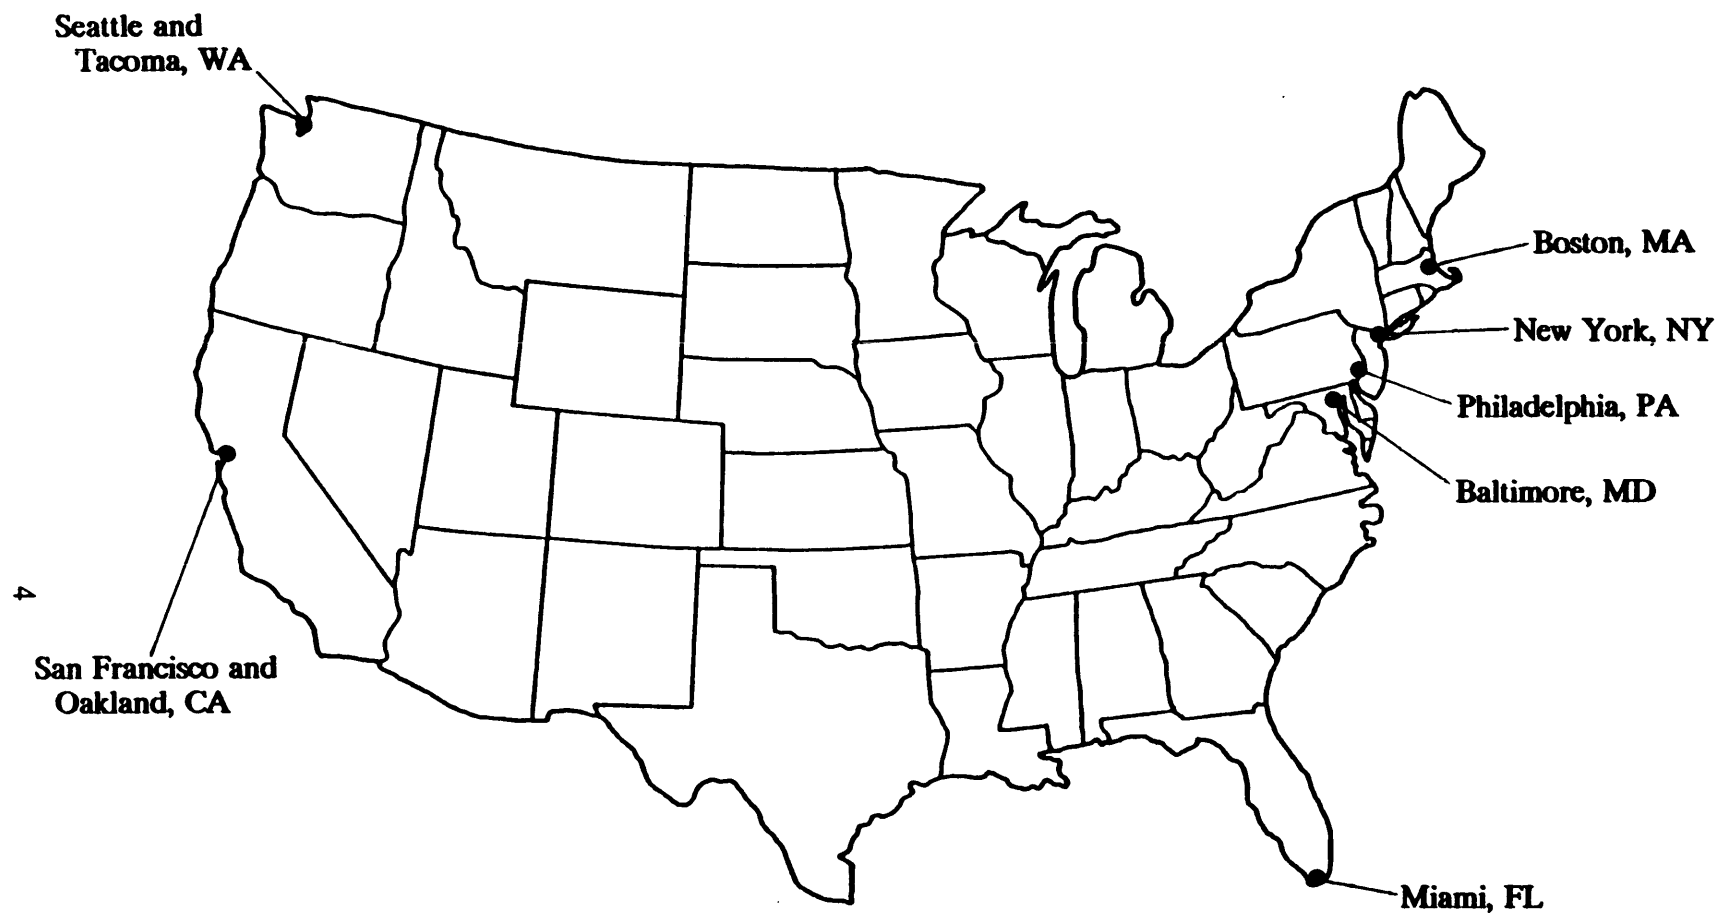 Seattle and
Tacoma, WA
Boston, MA
New York, NY
Philadelphia, PA
Baltimore, MD
4
San Francisco and
Oakland, CA
Miami, FL